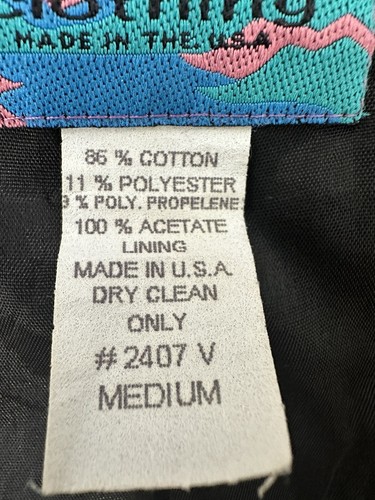 Clothing
MADE IN THE U.S.A
86 % COTTON
11 % POLYESTER
3 % POLY. PROPELENE
100 % ACETATE
LINING
MADE IN U.S.A.
DRY CLEAN
ONLY
#2407 V
MEDIUM